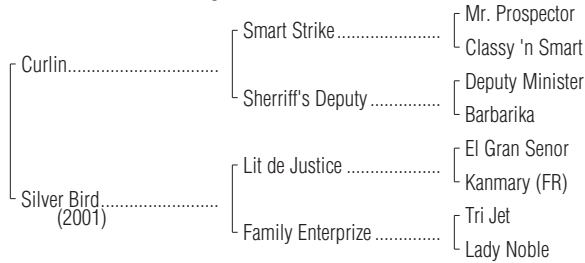 Mr. Prospector
Smart Strike....................
Classy 'n Smart
Curlin..............................
Deputy Minister
Sherriff's Deputy ..............
Barbarika
El Gran Senor
Lit de Justice ...................
Kanmary (FR)
Silver Bird........................
(2001)
Tri Jet
Family Enterprize .............
Lady Noble